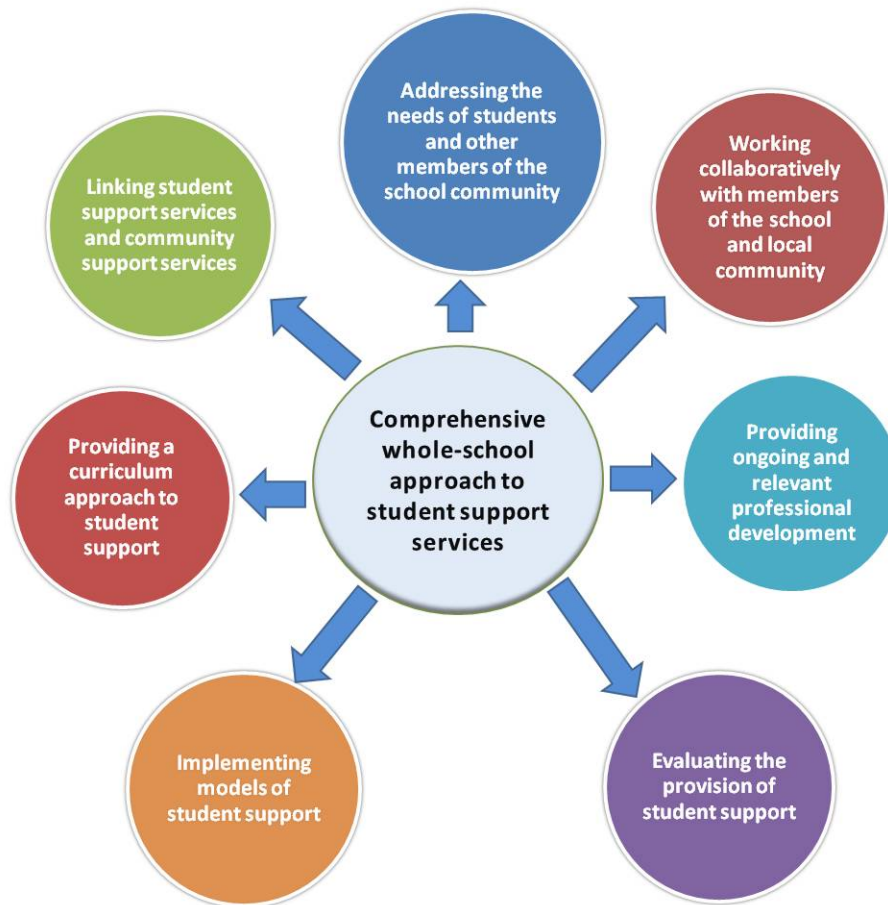 Addressing the
needs of students
and other
members of the
school community
Working
collaboratively
with members
of the school
and local
community
Providing
ongoing and
relevant
professional
development
Evaluating the
provision of
student support
Implementing
models of
student support
Providing a
curriculum
approach to
student
support
Linking student
support services
and community
support services
Comprehensive
whole-school
approach to
student support
services